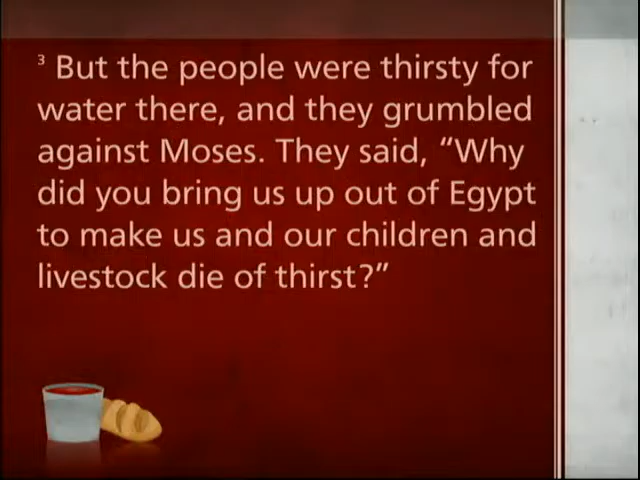 ³ But the people were thirsty for
water there, and they grumbled
against Moses. They said, “Why
did you bring us up out of Egypt
to make us and our children and
livestock die of thirst?”